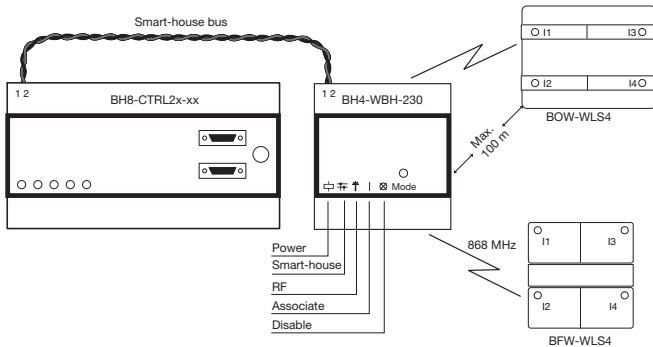 Smart-house bus
1 2
BH8-CTRL2x-xx
1 2
BH4-WBH-230
Mode
Power
Smart-house
RF
Associate
Disable
I1
I3
I2
I4
BOW-WLS4
Max.
100 m
868 MHz
I1
I3
I2
I4
BFW-WLS4